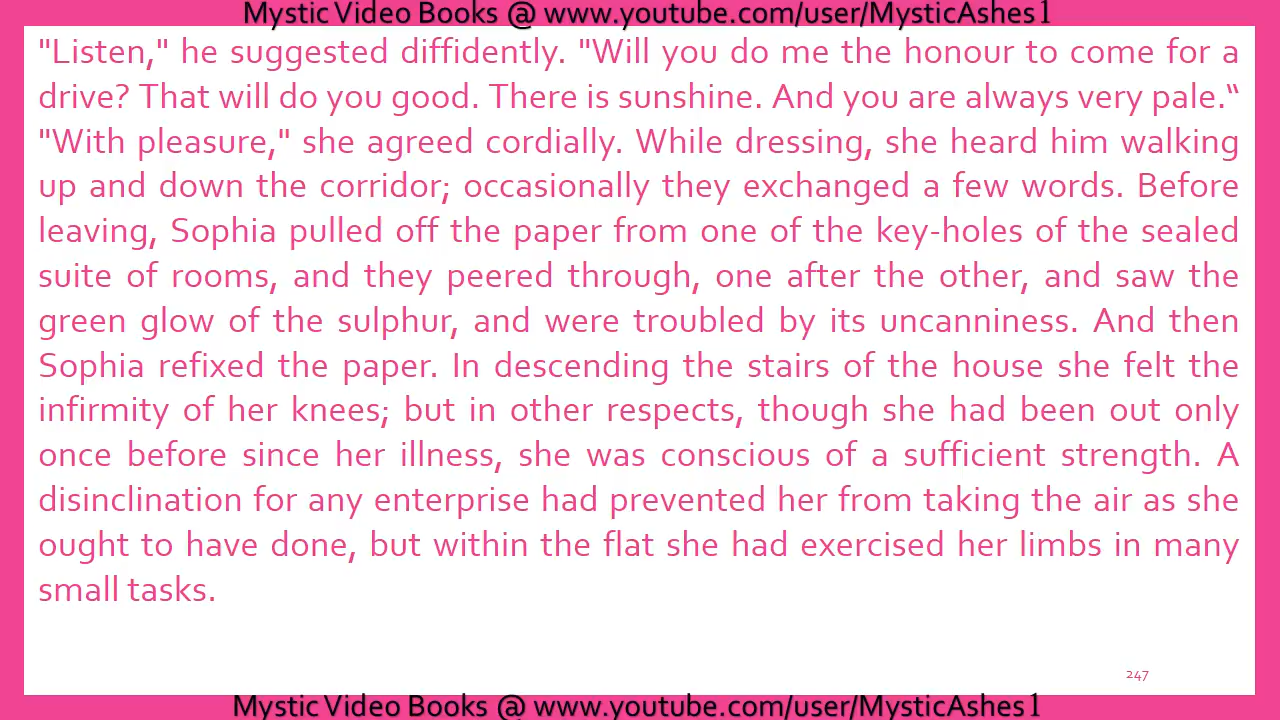 Mystic Video Books @ www.youtube.com/user/MysticAshes1
"Listen," he suggested diffidently. "Will you do me the honour to come for a
drive? That will do you good. There is sunshine. And you are always very pale.“
"With pleasure," she agreed cordially. While dressing, she heard him walking
up and down the corridor; occasionally they exchanged a few words. Before
leaving, Sophia pulled off the paper from one of the key-holes of the sealed
suite of rooms, and they peered through, one after the other, and saw the
green glow of the sulphur, and were troubled by its uncanniness. And then
Sophia refixed the paper. In descending the stairs of the house she felt the
infirmity of her knees; but in other respects, though she had been out only
once before since her illness, she was conscious of a sufficient strength. A
disinclination for any enterprise had prevented her from taking the air as she
ought to have done, but within the flat she had exercised her limbs in many
small tasks.
247
Mystic Video Books @ www.youtube.com/user/MysticAshes1